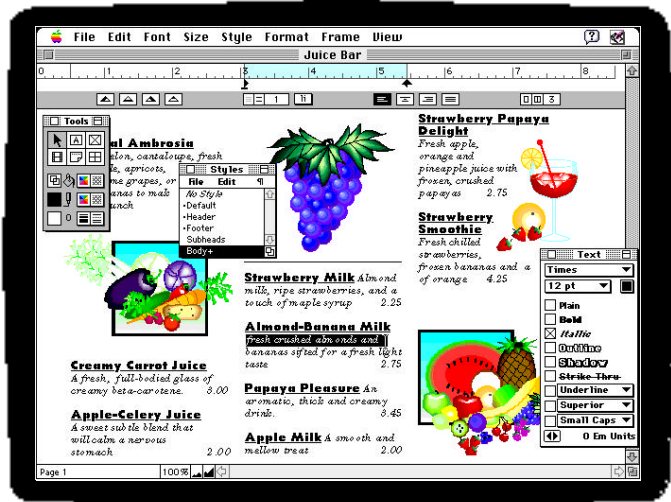 File Edit Font Size Style Format Frame View
Juice Bar
0 1 2 3 4 5 6 7 8
1 1i 3
Tools
A
0
al Ambrosia
elon, cantaloupe, fresh
le, apricots,
me grapes, or
anas to mak
unch
Styles
File Edit ¶
No Style
•Default
•Header
•Footer
Subheads
Body+
Creamy Carrot Juice
A fresh, full-bodied glass of
creamy beta-carotene. 3.00
Apple-Celery Juice
A sweet subtle blend that
will calm a nervous
stomach 2.00
Strawberry Milk Almond
milk, ripe strawberries, and a
touch of maple syrup 2.25
Almond-Banana Milk
fresh crushed almonds and
bananas sifted for a fresh light
taste 2.75
Papaya Pleasure An
aromatic, thick and creamy
drink. 3.45
Apple Milk A smooth and
mellow treat 2.00
Strawberry Papaya
Delight
Fresh apple,
orange and
pineapple juice with
frozen, crushed
papayas 2.75
Strawberry
Smoothie
Fresh chilled
strawberries,
frozen bananas and a
of orange 4.25
Text
Times
12 pt
Plain
Bold
Italic
Outline
Shadow
Strike Thru
Underline
Superior
Small Caps
0 Em Units
Page 1 100%